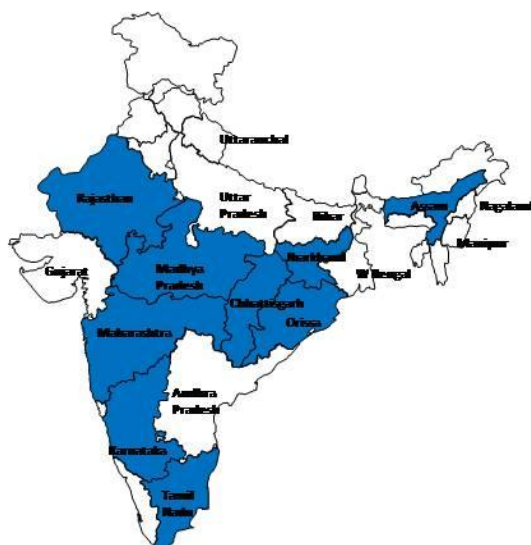 Uttaranchal
Rajasthan
Uttar
Pradesh
Bihar
Assam
Nagaland
Manipur
Gujarat
Madhya
Pradesh
Jharkhand
W Bengal
Chhattisgarh
Orissa
Maharashtra
Andhra
Pradesh
Karnataka
Tamil
Nadu